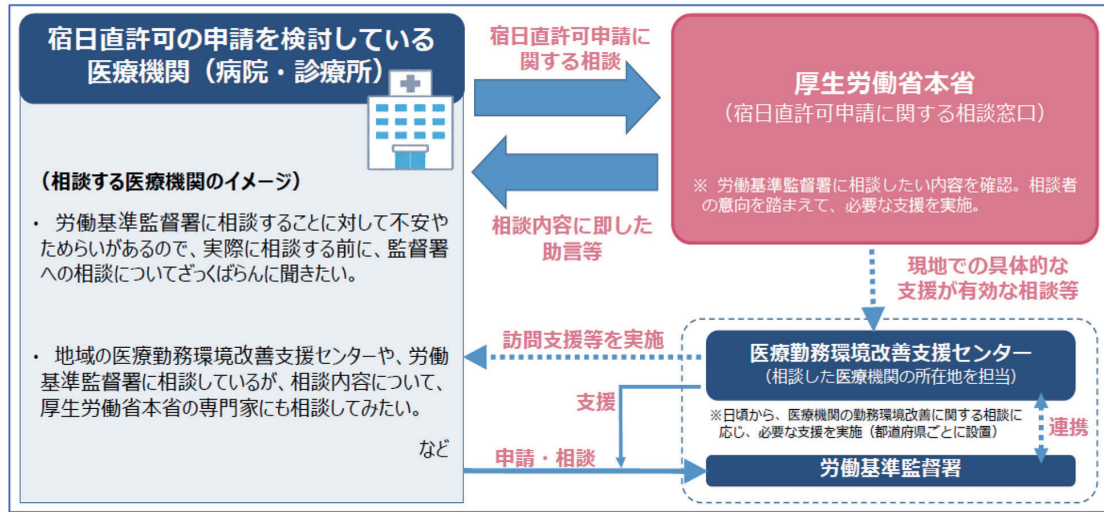 宿日直許可の申請を検討している
医療機関（病院・診療所）
（相談する医療機関のイメージ）
・ 労働基準監督署に相談することに対して不安や
ためらいがあるので、実際に相談する前に、監督署
への相談についてざっくばらんに聞きたい。
・ 地域の医療勤務環境改善支援センターや、労働
基準監督署に相談しているが、相談内容について、
厚生労働省本省の専門家にも相談してみたい。
など
宿日直許可申請に
関する相談
相談内容に即した
助言等
厚生労働省本省
（宿日直許可申請に関する相談窓口）
※ 労働基準監督署に相談したい内容を確認。相談者
の意向を踏まえて、必要な支援を実施。
現地での具体的な
支援が有効な相談等
訪問支援等を実施
支援
申請・相談
医療勤務環境改善支援センター
（相談した医療機関の所在地を担当）
※日頃から、医療機関の勤務環境改善に関する相談に
応じ、必要な支援を実施（都道府県ごとに設置）
連携
労働基準監督署